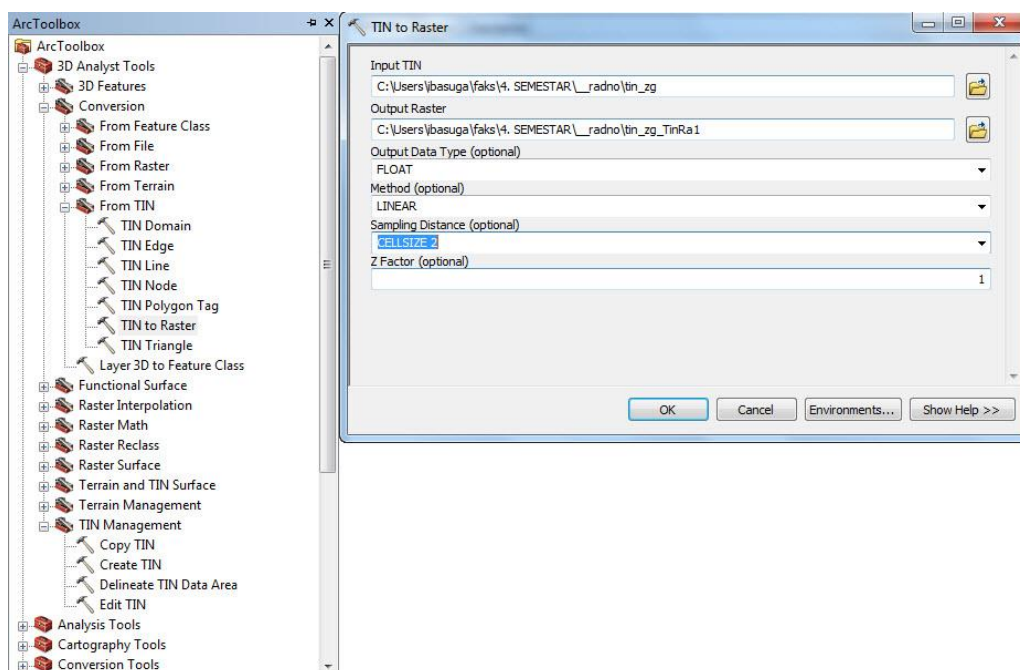 ArcToolbox
ArcToolbox
3D Analyst Tools
3D Features
Conversion
From Feature Class
From File
From Raster
From Terrain
From TIN
TIN Domain
TIN Edge
TIN Line
TIN Node
TIN Polygon Tag
TIN to Raster
TIN Triangle
Layer 3D to Feature Class
Functional Surface
Raster Interpolation
Raster Math
Raster Reclass
Raster Surface
Terrain and TIN Surface
Terrain Management
TIN Management
Copy TIN
Create TIN
Delineate TIN Data Area
Edit TIN
Analysis Tools
Cartography Tools
Conversion Tools
TIN to Raster
Input TIN
C:\Users\ibasuga\faks\4. SEMESTAR\__radno\tin_zg
Output Raster
C:\Users\ibasuga\faks\4. SEMESTAR\__radno\tin_zg_TinRa1
Output Data Type (optional)
FLOAT
Method (optional)
LINEAR
Sampling Distance (optional)
CELLSIZE 2
Z Factor (optional)
1
OK
Cancel
Environments...
Show Help >>